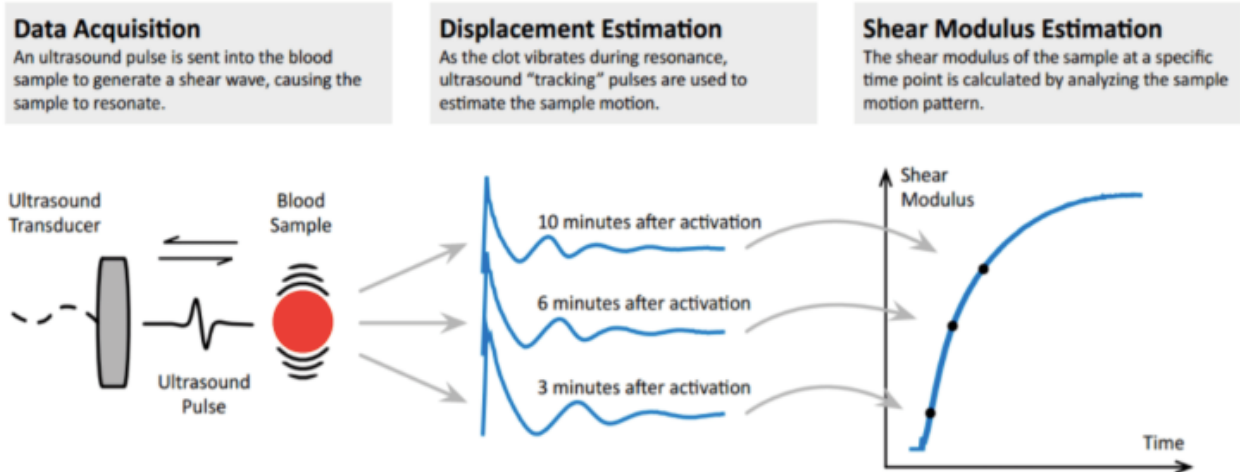 Data Acquisition
An ultrasound pulse is sent into the blood
sample to generate a shear wave, causing the
sample to resonate.
Displacement Estimation
As the clot vibrates during resonance,
ultrasound “tracking” pulses are used to
estimate the sample motion.
Shear Modulus Estimation
The shear modulus of the sample at a specific
time point is calculated by analyzing the sample
motion pattern.
Ultrasound
Transducer
Blood
Sample
Ultrasound
Pulse
10 minutes after activation
6 minutes after activation
3 minutes after activation
Shear
Modulus
Time